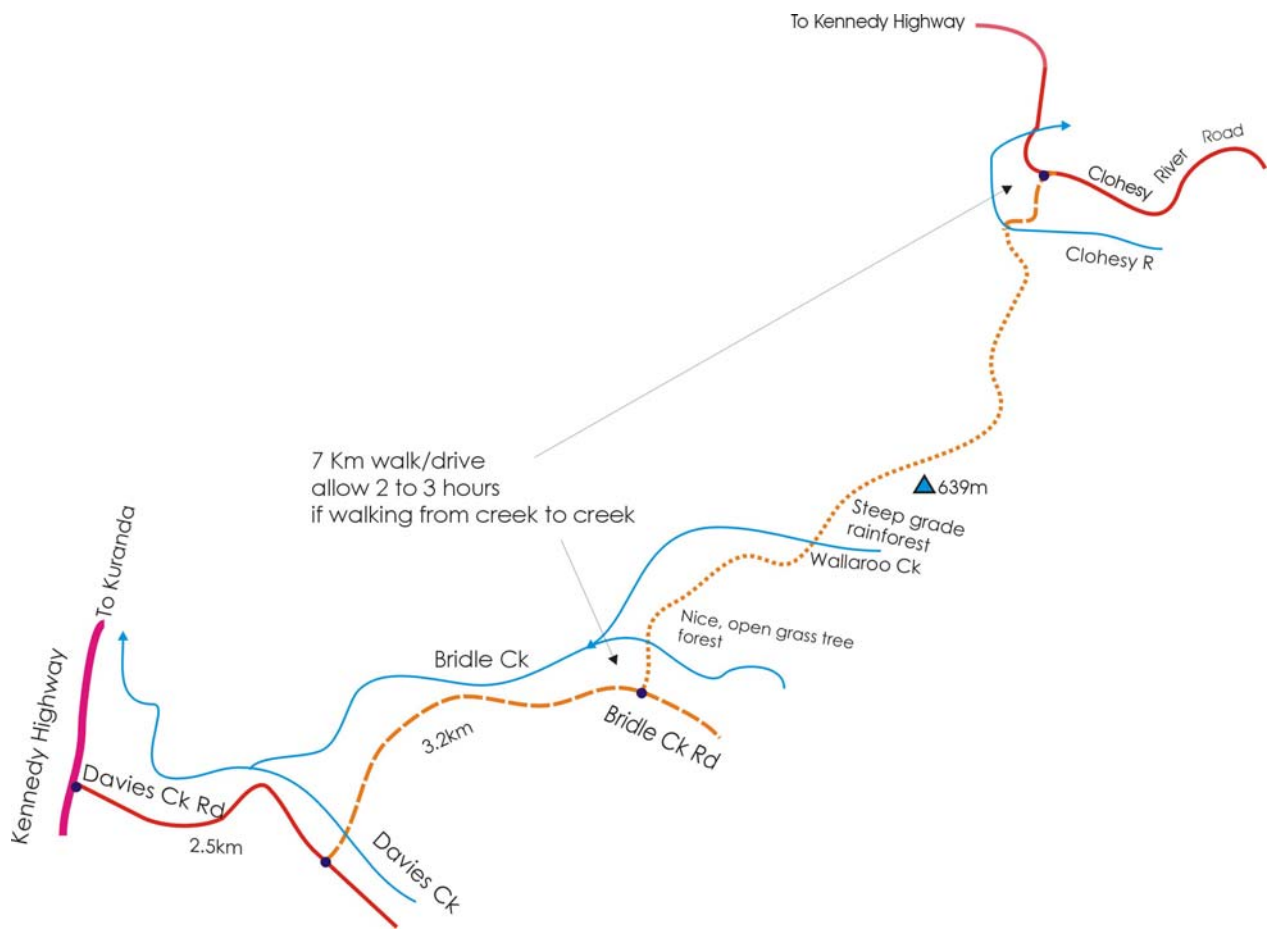 To Kennedy Highway
Clohesy River Road
Clohesy R
7 Km walk/drive
allow 2 to 3 hours
if walking from creek to creek
639m
Steep grade
rainforest
Wallaroo Ck
To Kuranda
Nice, open grass tree
forest
Bridle Ck
Kennedy Highway
Bridle Ck Rd
3.2km
Davies Ck Rd
2.5km
Davies Ck